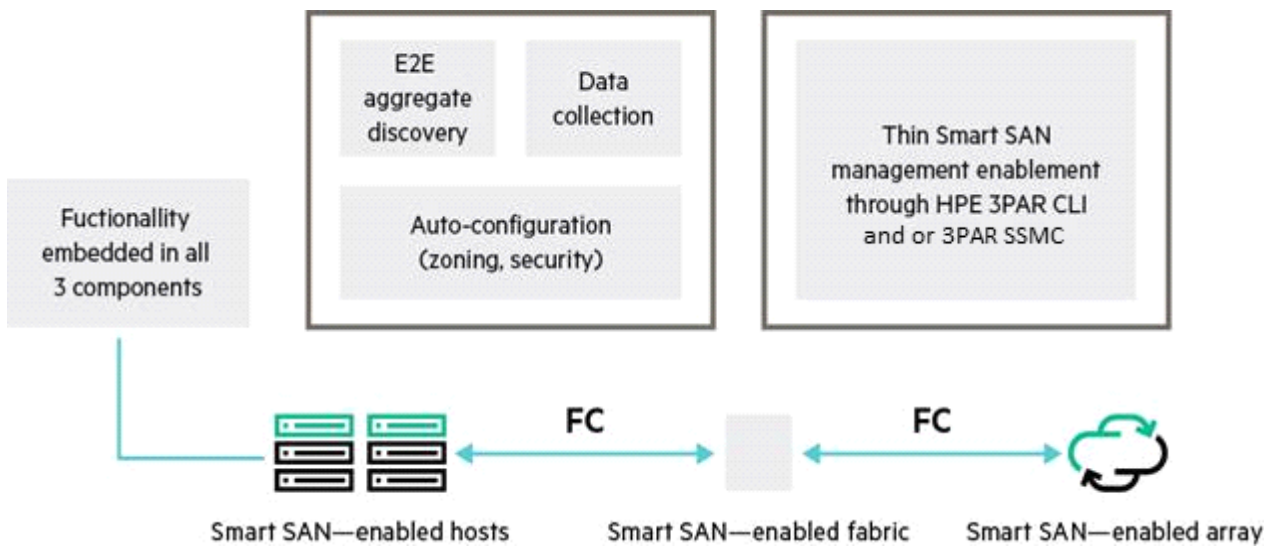 E2E
aggregate
discovery
Data
collection
Auto-configuration
(zoning, security)
Thin Smart SAN
management enablement
through HPE 3PAR CLI
and or 3PAR SSMC
Fuctionallity
embedded in all
3 components
FC
FC
Smart SAN—enabled hosts
Smart SAN—enabled fabric
Smart SAN—enabled array